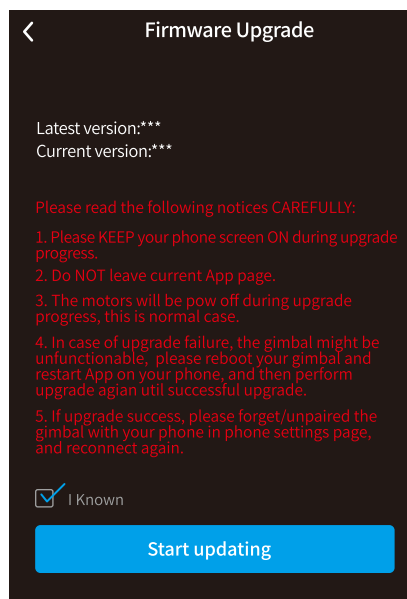 Firmware Upgrade
Latest version:***
Current version:***
Please read the following notices CAREFULLY:
1. Please KEEP your phone screen ON during upgrade
progress.
2. Do NOT leave current App page.
3. The motors will be pow off during upgrade
progress, this is normal case.
4. In case of upgrade failure, the gimbal might be
unfunctionable, please reboot your gimbal and
restart App on your phone, and then perform
upgrade agian util successful upgrade.
5. If upgrade success, please forget/unpaired the
gimbal with your phone in phone settings page,
and reconnect again.
I Known
Start updating